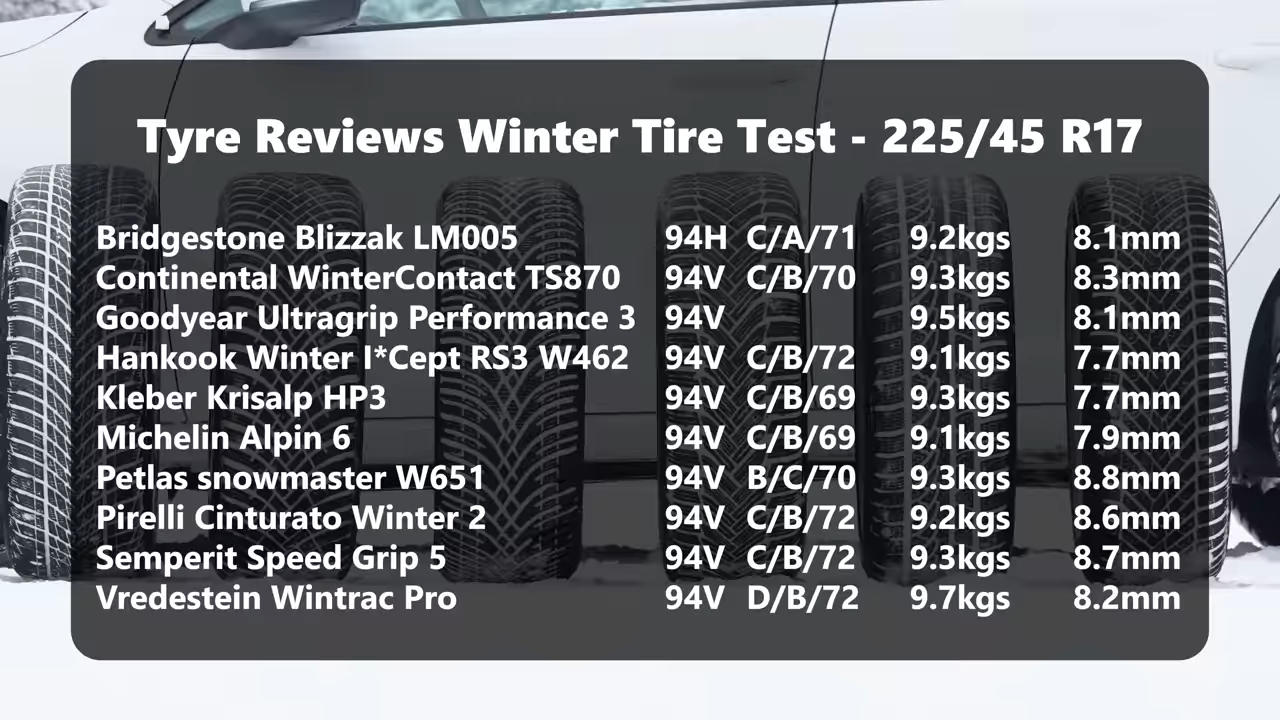 Tyre Reviews Winter Tire Test - 225/45 R17
Bridgestone Blizzak LM005 94H C/A/71 9.2kgs 8.1mm
Continental WinterContact TS870 94V C/B/70 9.3kgs 8.3mm
Goodyear Ultragrip Performance 3 94V 9.5kgs 8.1mm
Hankook Winter I*Cept RS3 W462 94V C/B/72 9.1kgs 7.7mm
Kleber Krisalp HP3 94V C/B/69 9.3kgs 7.7mm
Michelin Alpin 6 94V C/B/69 9.1kgs 7.9mm
Petlas snowmaster W651 94V B/C/70 9.3kgs 8.8mm
Pirelli Cinturato Winter 2 94V C/B/72 9.2kgs 8.6mm
Semperit Speed Grip 5 94V C/B/72 9.3kgs 8.7mm
Vredestein Wintrac Pro 94V D/B/72 9.7kgs 8.2mm